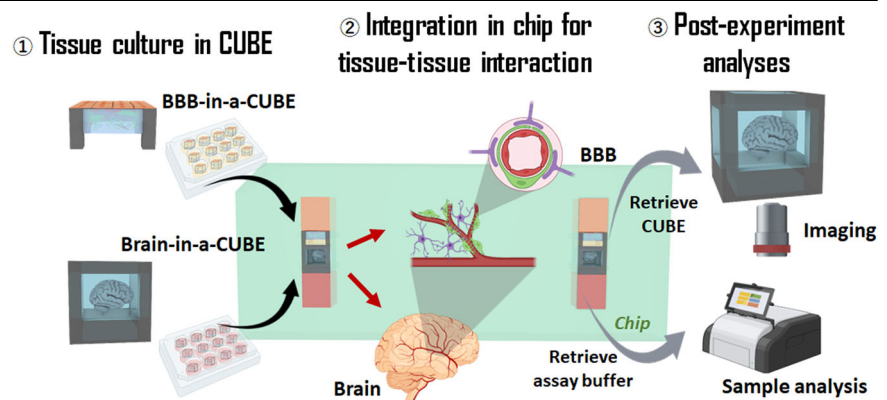 ① Tissue culture in CUBE
② Integration in chip for
tissue-tissue interaction
③ Post-experiment
analyses
BBB-in-a-CUBE
BBB
Retrieve
CUBE
Imaging
Brain-in-a-CUBE
Chip
Brain
Retrieve
assay buffer
Sample analysis